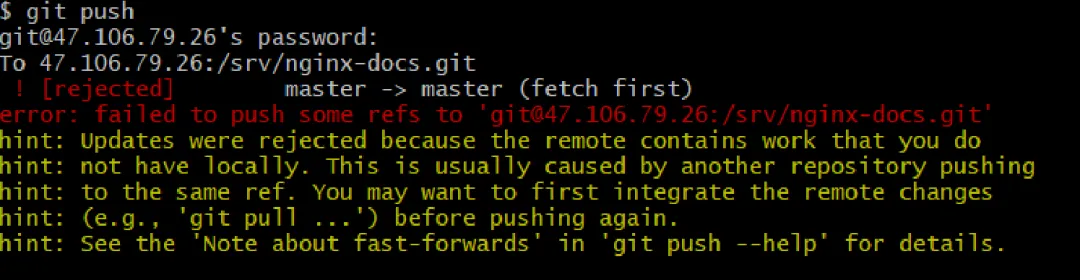 $ git push
git@47.106.79.26's password:
To 47.106.79.26:/srv/nginx-docs.git
! [rejected] master -> master (fetch first)
error: failed to push some refs to 'git@47.106.79.26:/srv/nginx-docs.git'
hint: Updates were rejected because the remote contains work that you do
hint: not have locally. This is usually caused by another repository pushing
hint: to the same ref. You may want to first integrate the remote changes
hint: (e.g., 'git pull ...') before pushing again.
hint: See the 'Note about fast-forwards' in 'git push --help' for details.